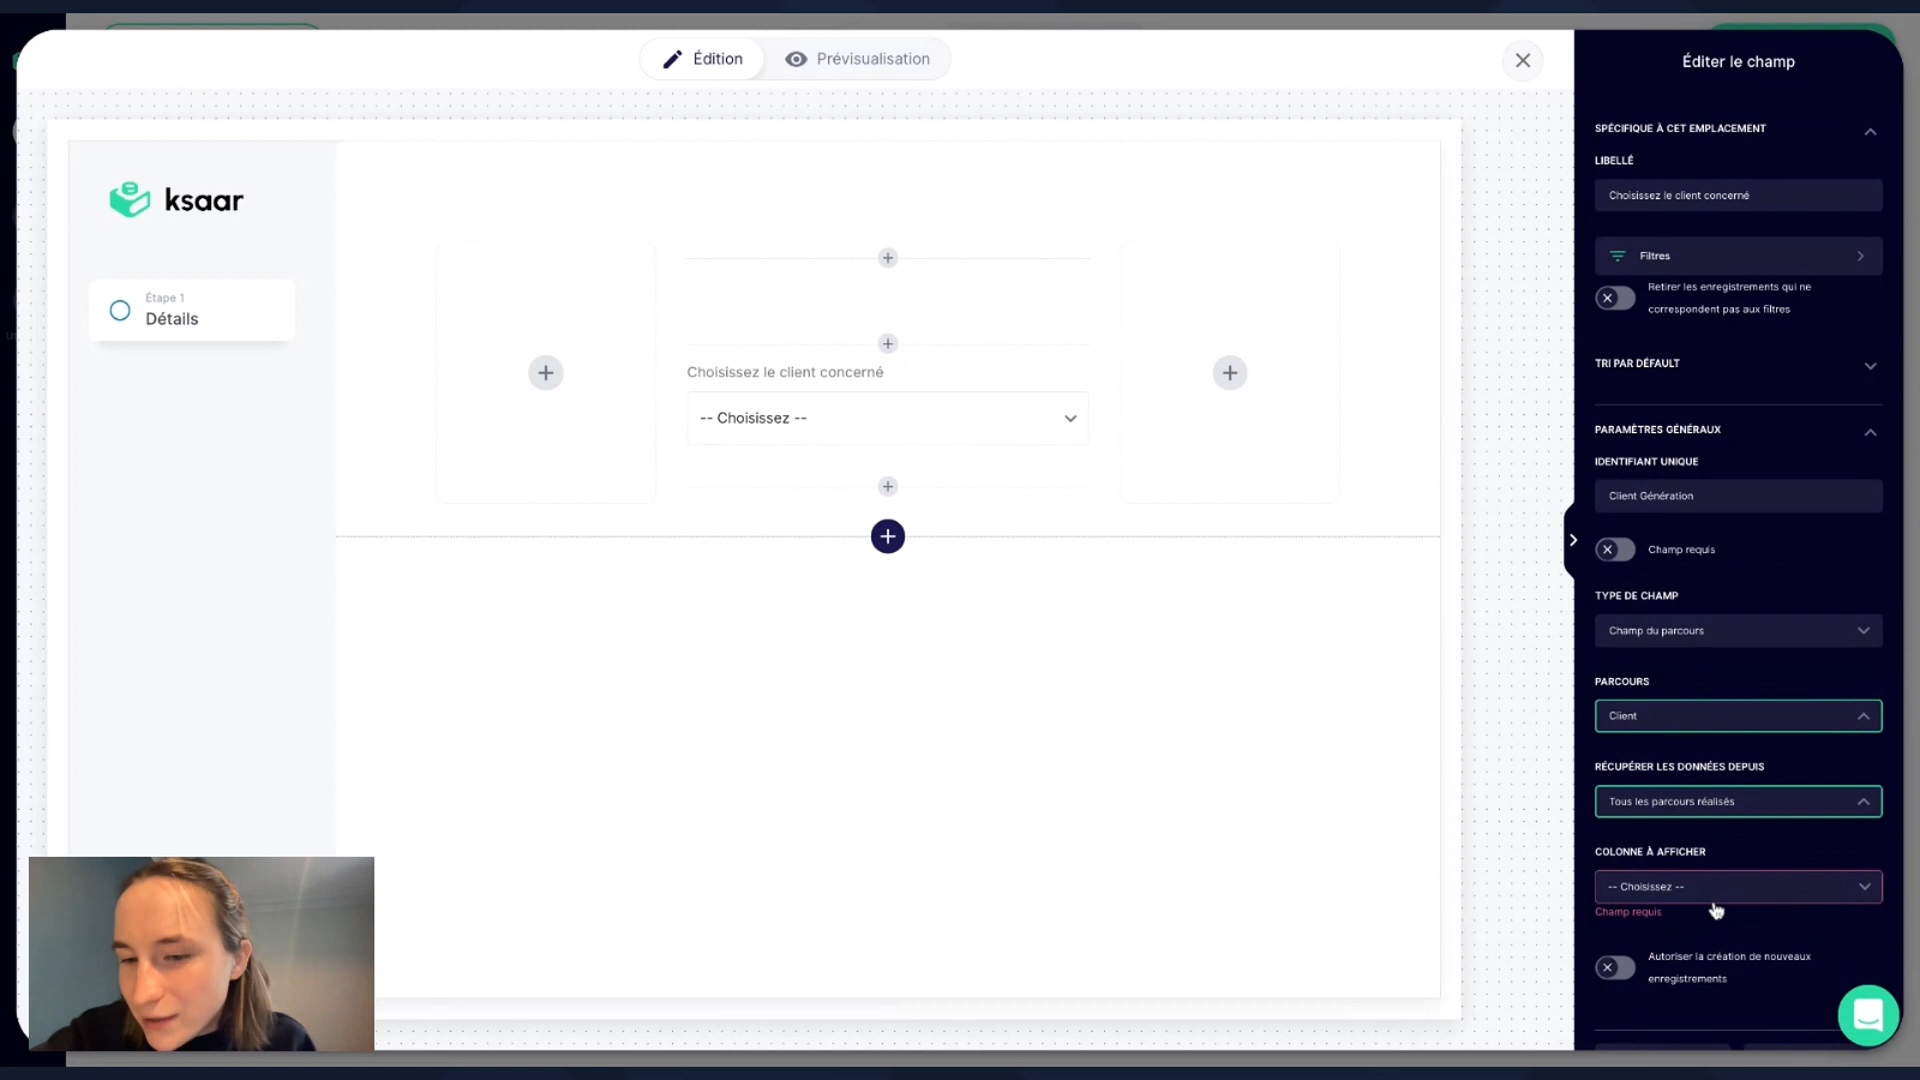 Édition
Prévisualisation
ksaar
Étape 1
Détails
Choisissez le client concerné
-- Choisissez --
Éditer le champ
SPÉCIFIQUE À CET EMPLACEMENT
LIBELLÉ
Choisissez le client concerné
Filtres
Retirer les enregistrements qui ne
correspondent pas aux filtres
TRI PAR DÉFAUT
PARAMÈTRES GÉNÉRAUX
IDENTIFIANT UNIQUE
Client Génération
Champ requis
TYPE DE CHAMP
Champ du parcours
PARCOURS
Client
RÉCUPÉRER LES DONNÉES DEPUIS
Tous les parcours réalisés
COLONNE À AFFICHER
-- Choisissez --
Champ requis
Autoriser la création de nouveaux
enregistrements